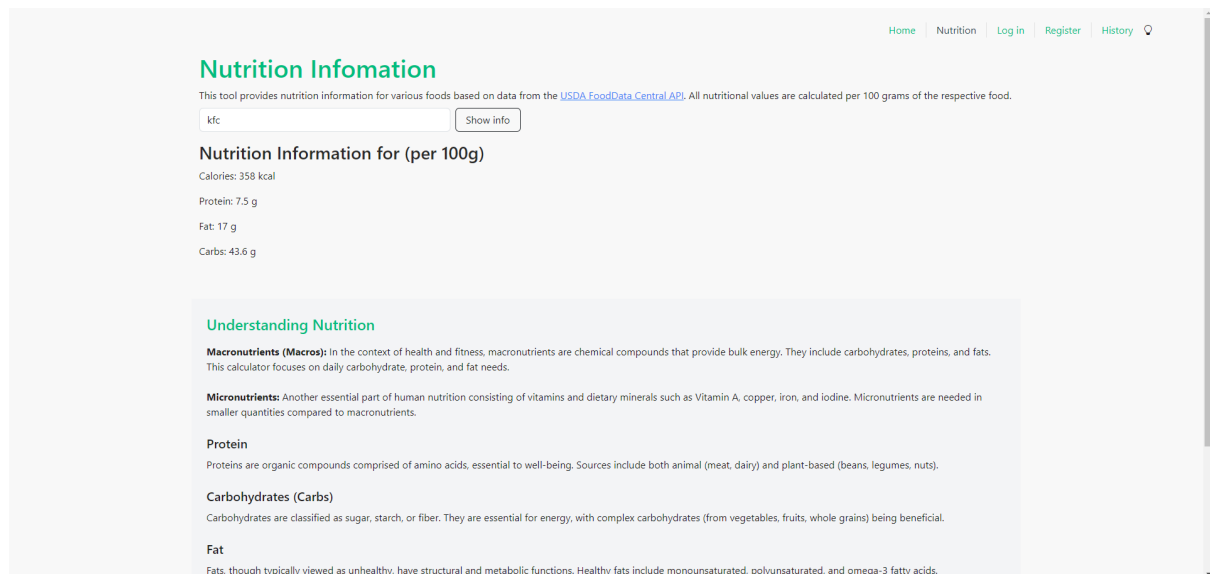 Home Nutrition Log in Register History
Nutrition Infomation
This tool provides nutrition information for various foods based on data from the USDA FoodData Central API. All nutritional values are calculated per 100 grams of the respective food.
kfc Show info
Nutrition Information for (per 100g)
Calories: 358 kcal
Protein: 7.5 g
Fat: 17 g
Carbs: 43.6 g
Understanding Nutrition
Macronutrients (Macros): In the context of health and fitness, macronutrients are chemical compounds that provide bulk energy. They include carbohydrates, proteins, and fats.
This calculator focuses on daily carbohydrate, protein, and fat needs.
Micronutrients: Another essential part of human nutrition consisting of vitamins and dietary minerals such as Vitamin A, copper, iron, and iodine. Micronutrients are needed in
smaller quantities compared to macronutrients.
Protein
Proteins are organic compounds comprised of amino acids, essential to well-being. Sources include both animal (meat, dairy) and plant-based (beans, legumes, nuts).
Carbohydrates (Carbs)
Carbohydrates are classified as sugar, starch, or fiber. They are essential for energy, with complex carbohydrates (from vegetables, fruits, whole grains) being beneficial.
Fat
Fats, though typically viewed as unhealthy, have structural and metabolic functions. Healthy fats include monounsaturated, polyunsaturated, and omega-3 fatty acids.